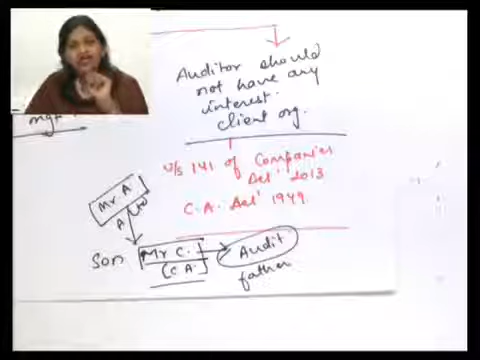 Auditor should
not have any
interest.
client org.
mgt
u/s 141 of Companies
Act' 2013
C.A. Act' 1949
Mr A
Son
Mr C.
(C A.)
Audit
father